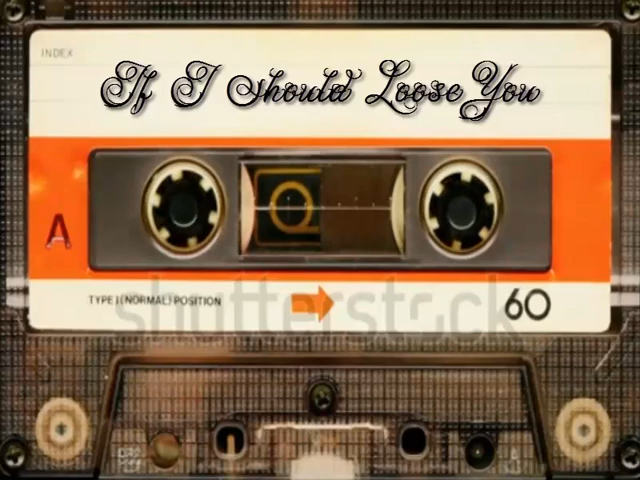 INDEX
If I Should Loose You
A
TYPE I (NORMAL) POSITION
60
shutterstock